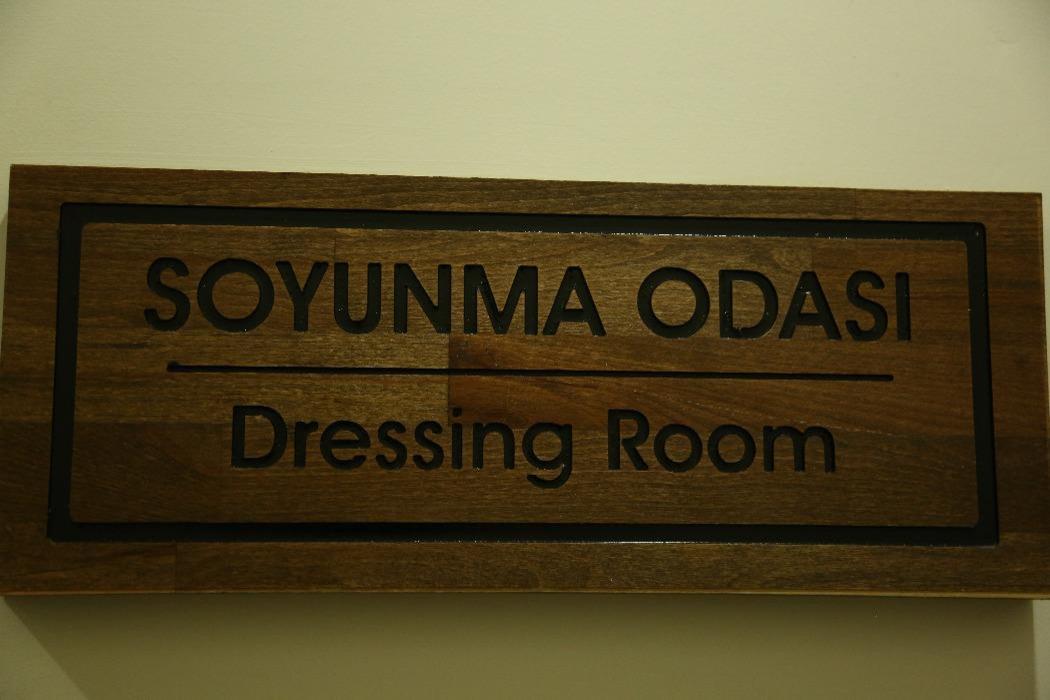 SOYUNMA ODASI
Dressing Room